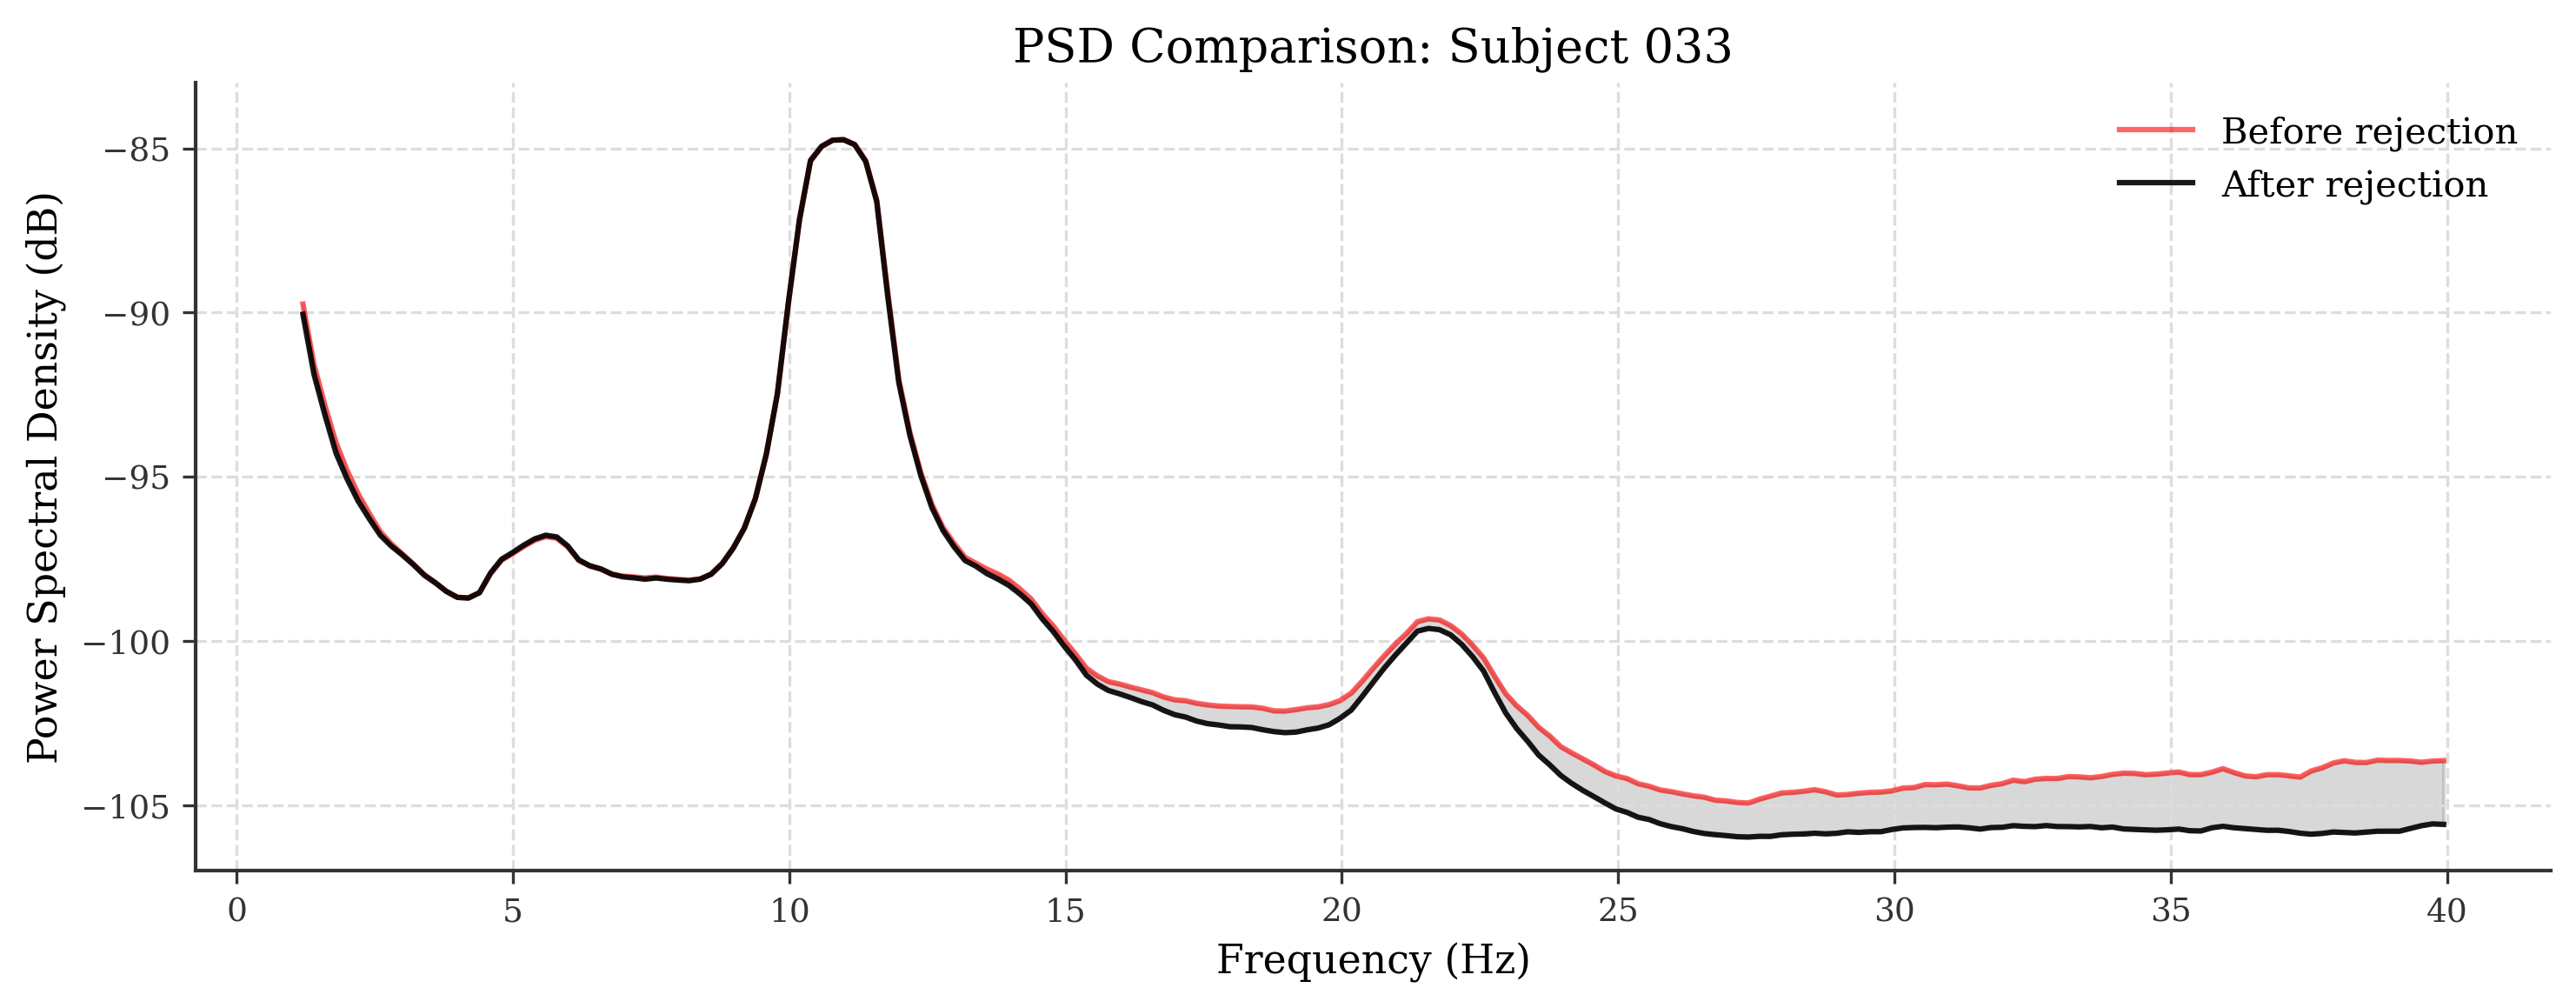 PSD Comparison: Subject 033
Before rejection
After rejection
Power Spectral Density (dB)
−85
−90
−95
−100
−105
0 5 10 15 20 25 30 35 40
Frequency (Hz)